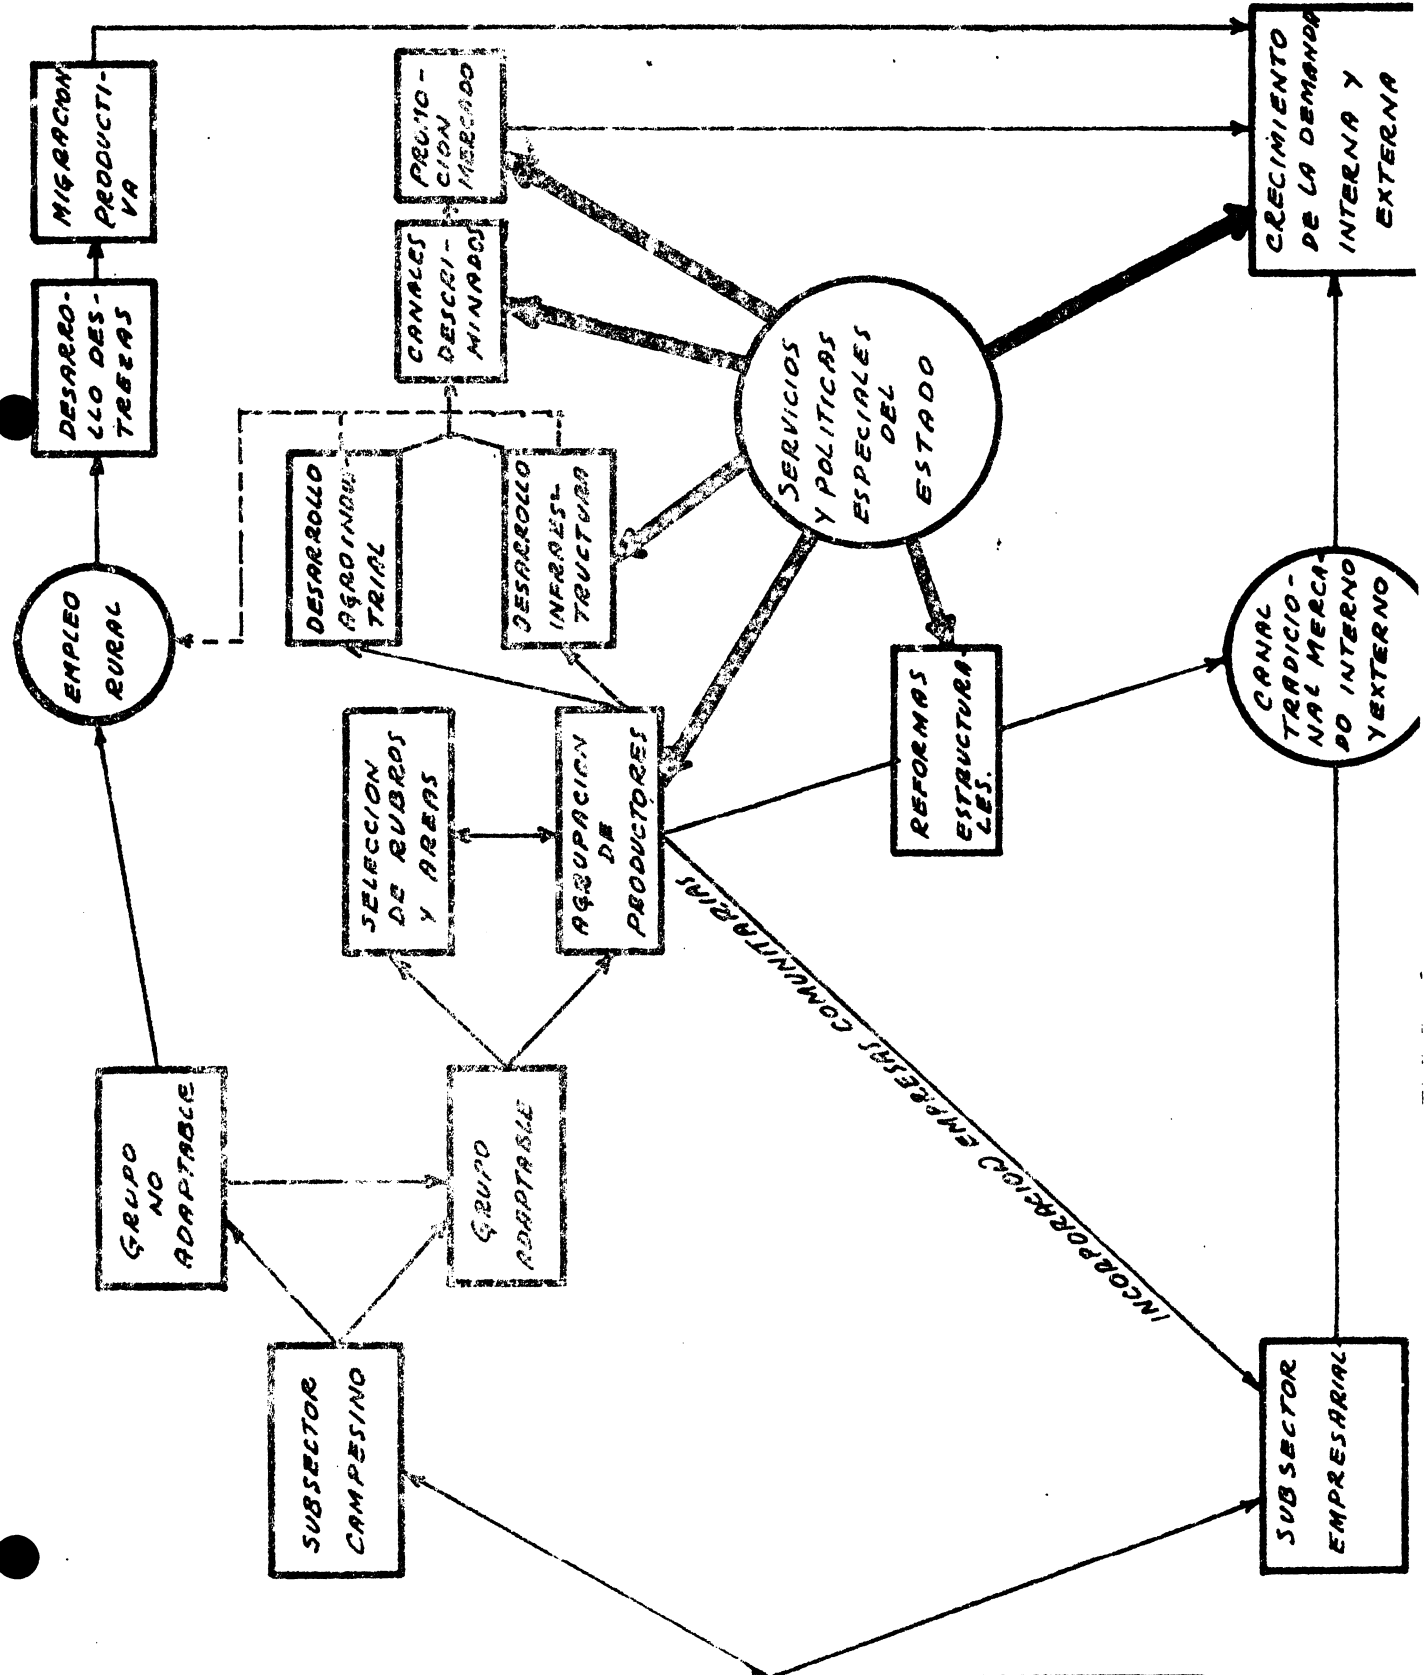 SUBSECTOR
CAMPESINO
GRUPO
NO
ADAPTABLE
GRUPO
ADAPTABLE
SELECCION
DE RUBROS
Y AREAS
AGRUPACION
DE
PRODUCTORES
EMPLEO
RURAL
DESARROLLO
AGROINDUS
TRIAL
DESARROLLO
INFRAES-
TRUCTURA
DESARRO-
LLO DES-
TREZAS
MIGRACION
PRODUCTI-
VA
CANALES
DESCRI-
MINADOS
PROMO-
CION
MERCADO
SERVICIOS
Y POLITICAS
ESPECIALES
DEL
ESTADO
REFORMAS
ESTRUCTURA-
LES.
INCORPORACION EMPRESAS COMUNITARIAS
SUBSECTOR
EMPRESARIAL
CANAL
TRADICIO-
NAL MERCA-
DO INTERNO
Y EXTERNO
CRECIMIENTO
DE LA DEMANDA
INTERNA Y
EXTERNA